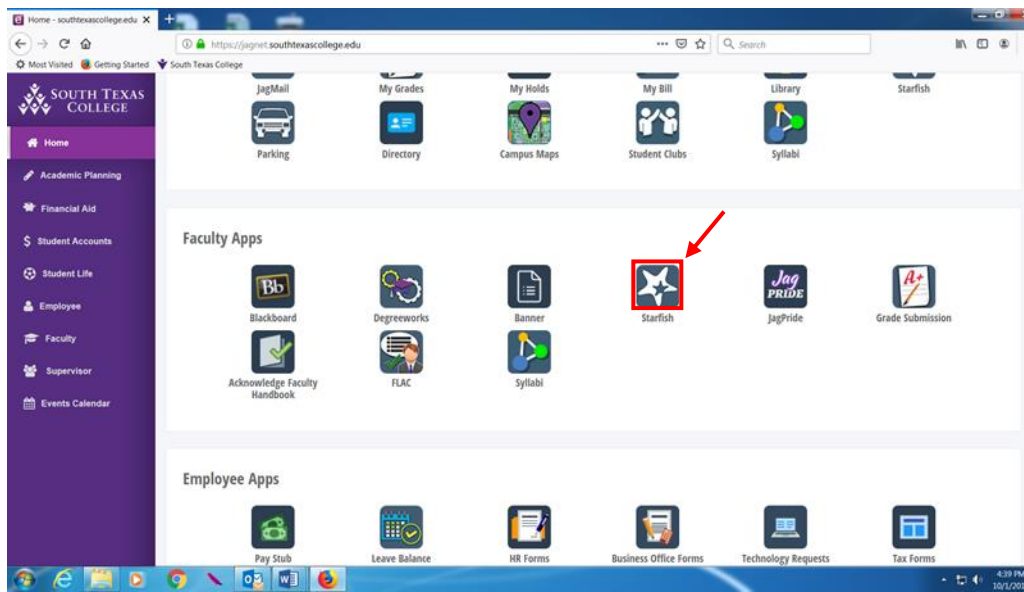 Home - southtexascollege.edu
https://jagnet.southtexascollege.edu
Search
Most Visited Getting Started South Texas College
SOUTH TEXAS
COLLEGE
Home
Academic Planning
Financial Aid
$ Student Accounts
Student Life
Employee
Faculty
Supervisor
Events Calendar
JagMail My Grades My Holds My Bill Library Starfish
Parking Directory Campus Maps Student Clubs Syllabi
Faculty Apps
Bb
Jag
PRIDE
A+
Blackboard Degreeworks Banner Starfish JagPride Grade Submission
Acknowledge Faculty
Handbook
FLAC Syllabi
Employee Apps
Pay Stub Leave Balance HR Forms Business Office Forms Technology Requests Tax Forms
4:39 PM